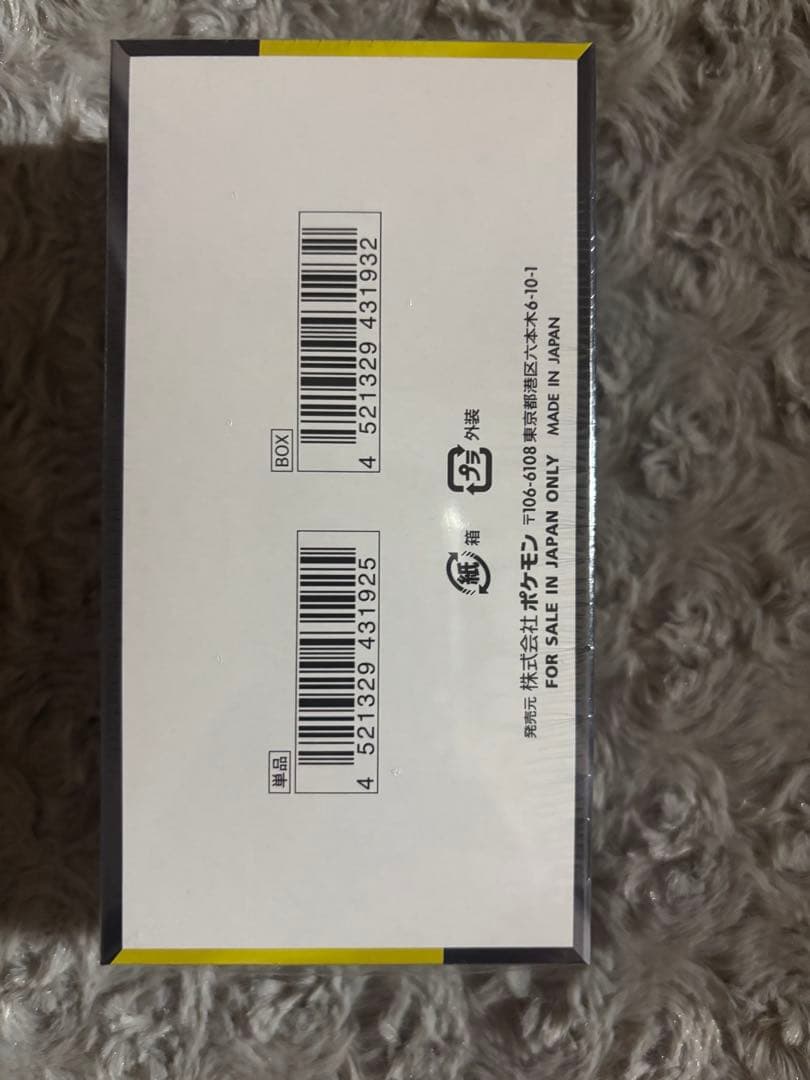 単品
4 521329 431925
BOX
4 521329 431932
紙 箱
プラ 外装
発売元 株式会社 ポケモン 〒106-6108 東京都港区六本木6-10-1
FOR SALE IN JAPAN ONLY MADE IN JAPAN